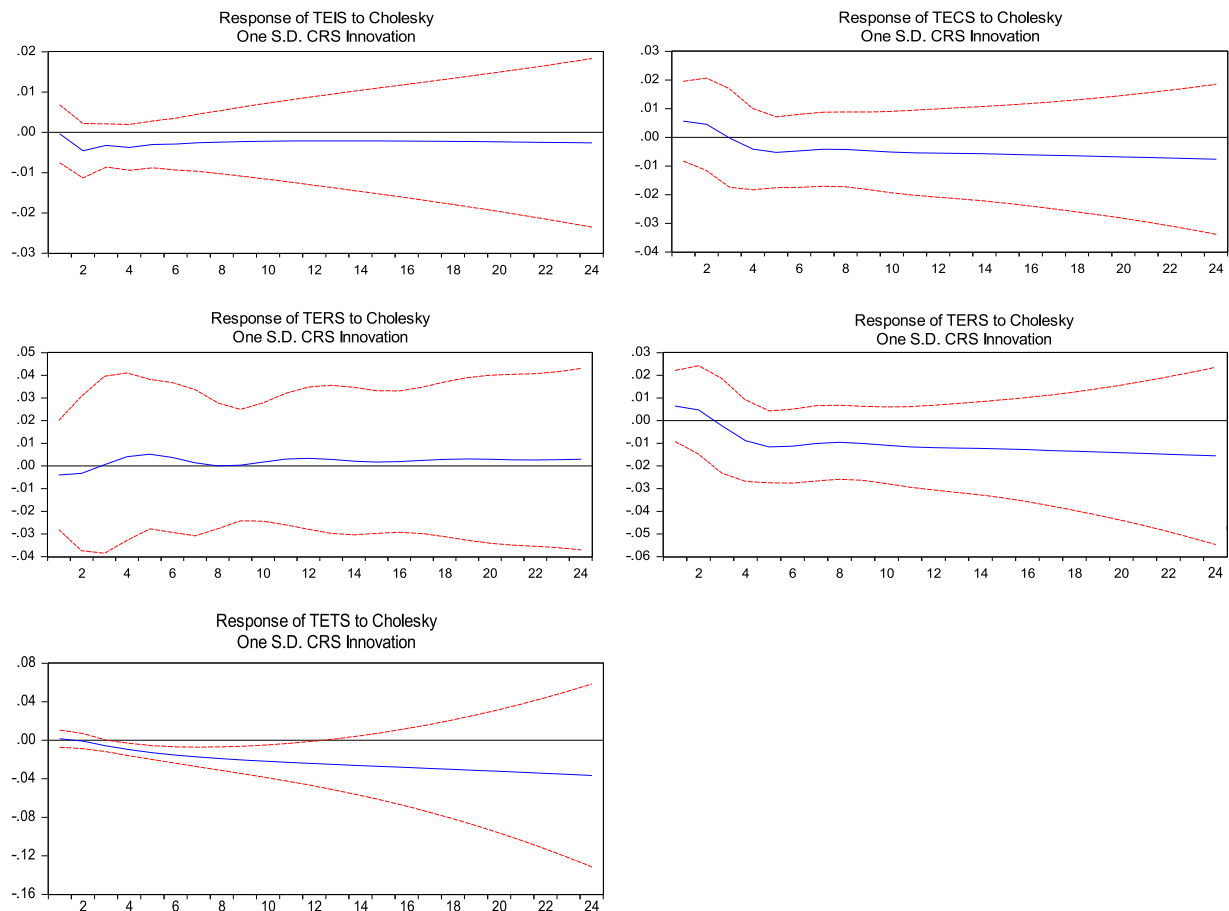 Response of TEIS to Cholesky
One S.D. CRS Innovation
.02
.01
.00
-.01
-.02
-.03
2 4 6 8 10 12 14 16 18 20 22 24
Response of TECS to Cholesky
One S.D. CRS Innovation
.03
.02
.01
.00
-.01
-.02
-.03
-.04
2 4 6 8 10 12 14 16 18 20 22 24
Response of TERS to Cholesky
One S.D. CRS Innovation
.05
.04
.03
.02
.01
.00
-.01
-.02
-.03
-.04
2 4 6 8 10 12 14 16 18 20 22 24
Response of TERS to Cholesky
One S.D. CRS Innovation
.03
.02
.01
.00
-.01
-.02
-.03
-.04
-.05
-.06
2 4 6 8 10 12 14 16 18 20 22 24
Response of TETS to Cholesky
One S.D. CRS Innovation
.08
.04
.00
-.04
-.08
-.12
-.16
2 4 6 8 10 12 14 16 18 20 22 24